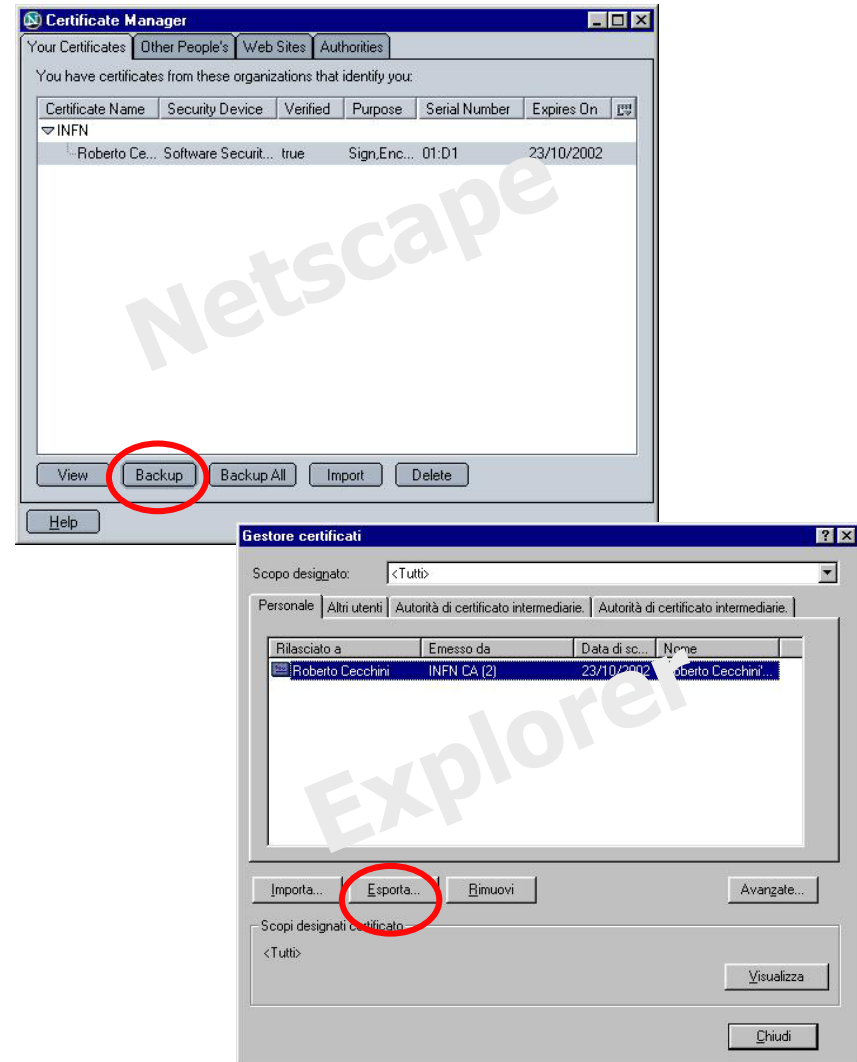 Certificate Manager
Your Certificates Other People's Web Sites Authorities
You have certificates from these organizations that identify you:
Certificate Name Security Device Verified Purpose Serial Number Expires On
INFN
Roberto Ce... Software Securit... true Sign,Enc... 01:D1 23/10/2002
Netscape
View Backup Backup All Import Delete
Help
Gestore certificati
Scopo designato: <Tutti>
Personale Altri utenti Autorità di certificato intermediarie. Autorità di certificato intermediarie.
Rilasciato a Emesso da Data di sc... Nome
Roberto Cecchini INFN CA (2) 23/10/2002 Roberto Cecchini'...
Explorer
Importa... Esporta... Rimuovi Avanzate...
Scopi designati certificato
<Tutti>
Visualizza
Chiudi